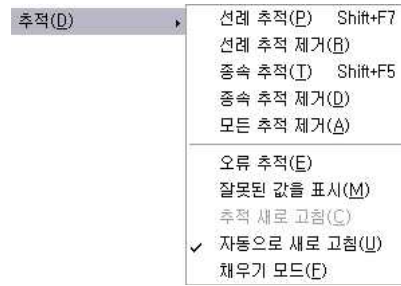 추적(D)
선례 추적(P) Shift+F7
선례 추적 제거(R)
종속 추적(T) Shift+F5
종속 추적 제거(D)
모든 추적 제거(A)
오류 추적(E)
잘못된 값을 표시(M)
추적 새로 고침(C)
자동으로 새로 고침(U)
채우기 모드(F)